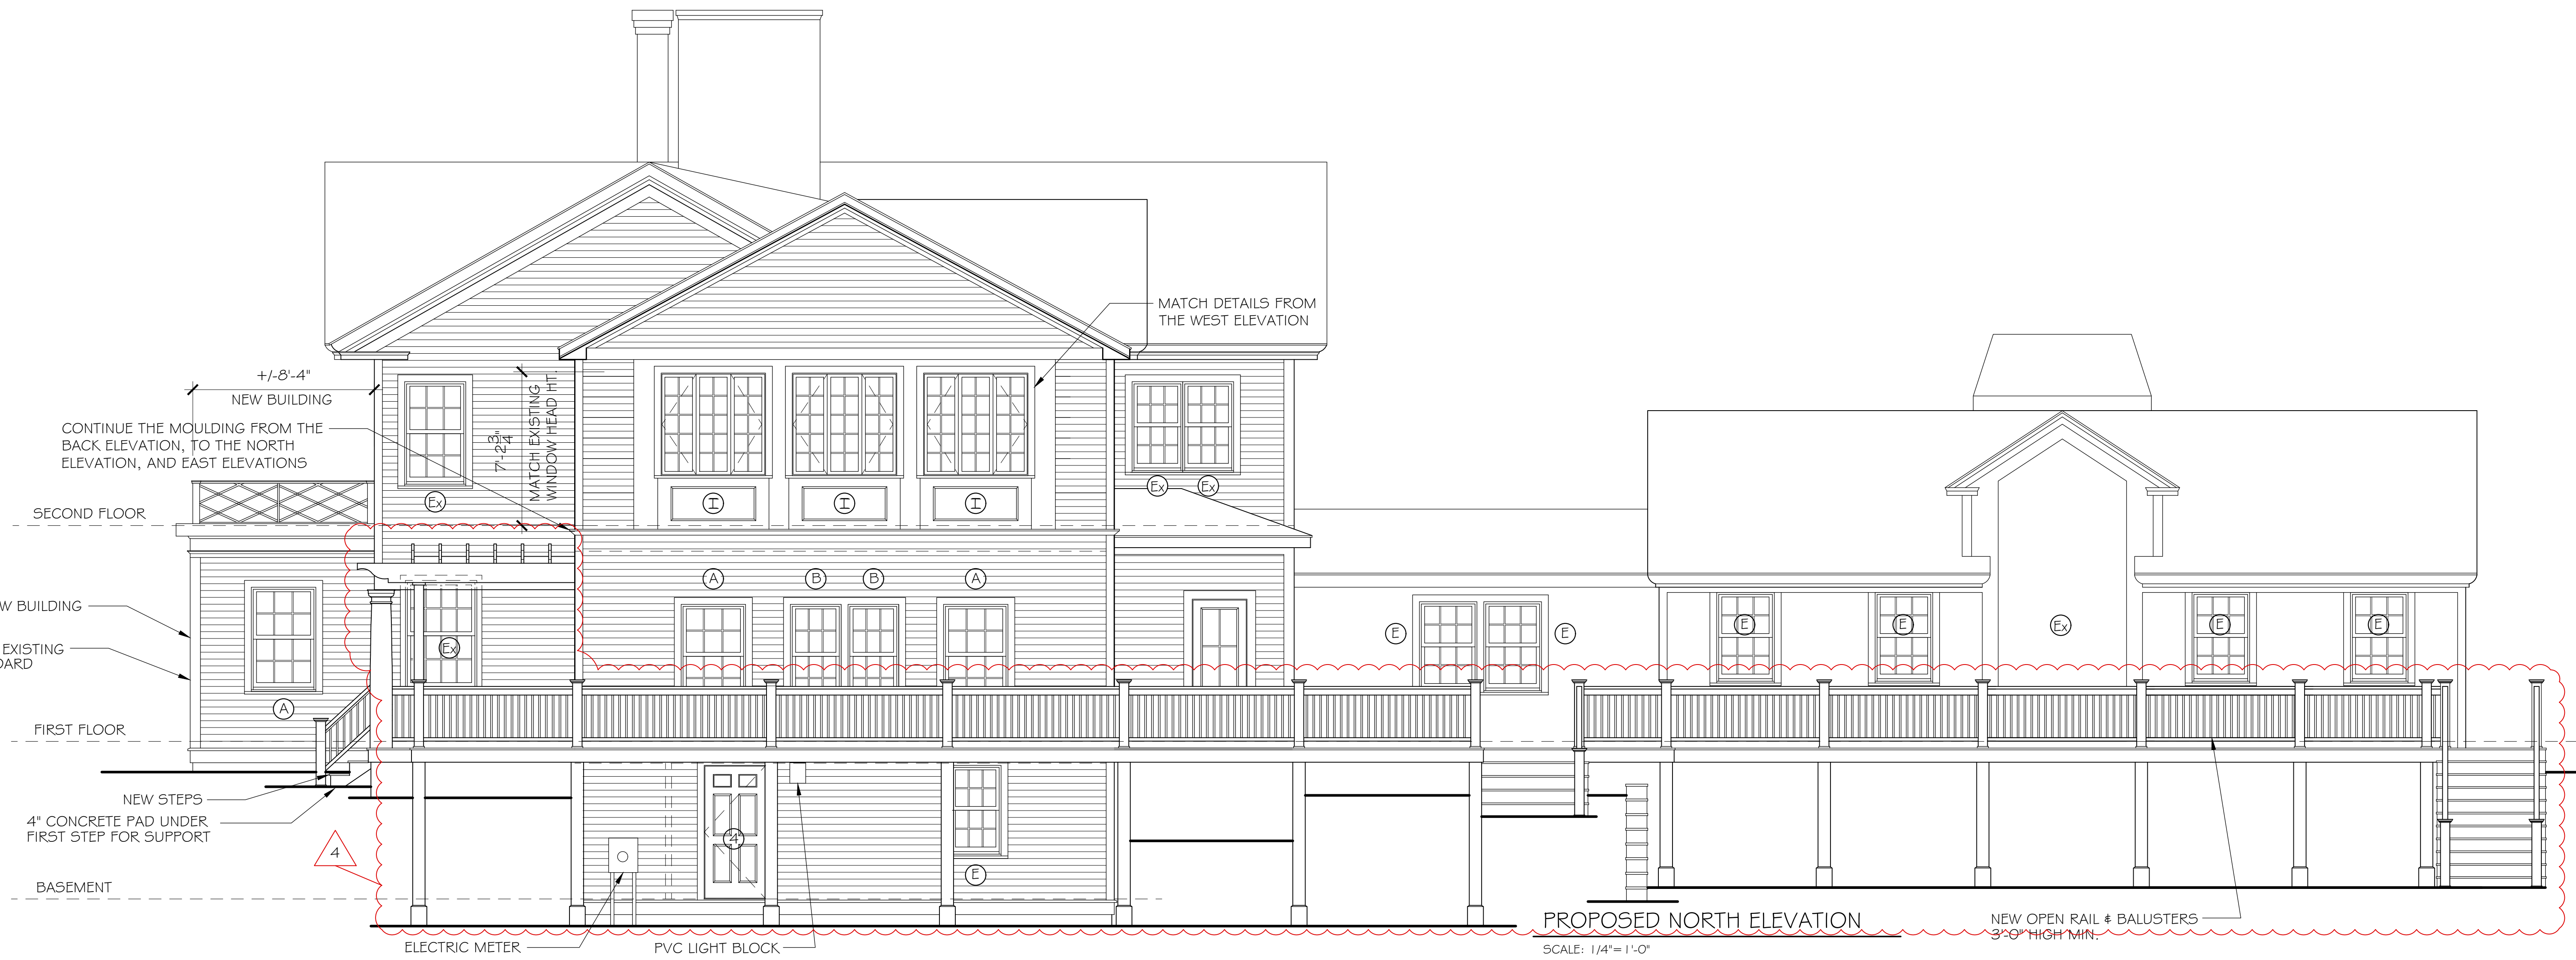 MATCH DETAILS FROM
THE WEST ELEVATION
+/-8'-4"
NEW BUILDING
CONTINUE THE MOULDING FROM THE
BACK ELEVATION, TO THE NORTH
ELEVATION, AND EAST ELEVATIONS
7'-2 3/4"
MATCH EXISTING
WINDOW HEAD HT.
Ex
I
I
I
Ex
Ex
SECOND FLOOR
A
B
B
A
W BUILDING
EXISTING
Ex
E
E
E
E
Ex
E
E
A
FIRST FLOOR
NEW STEPS
4" CONCRETE PAD UNDER
FIRST STEP FOR SUPPORT
4
4
E
BASEMENT
ELECTRIC METER
PVC LIGHT BLOCK
PROPOSED NORTH ELEVATION
SCALE: 1/4"=1'-0"
NEW OPEN RAIL & BALUSTERS
3'-0" HIGH MIN.